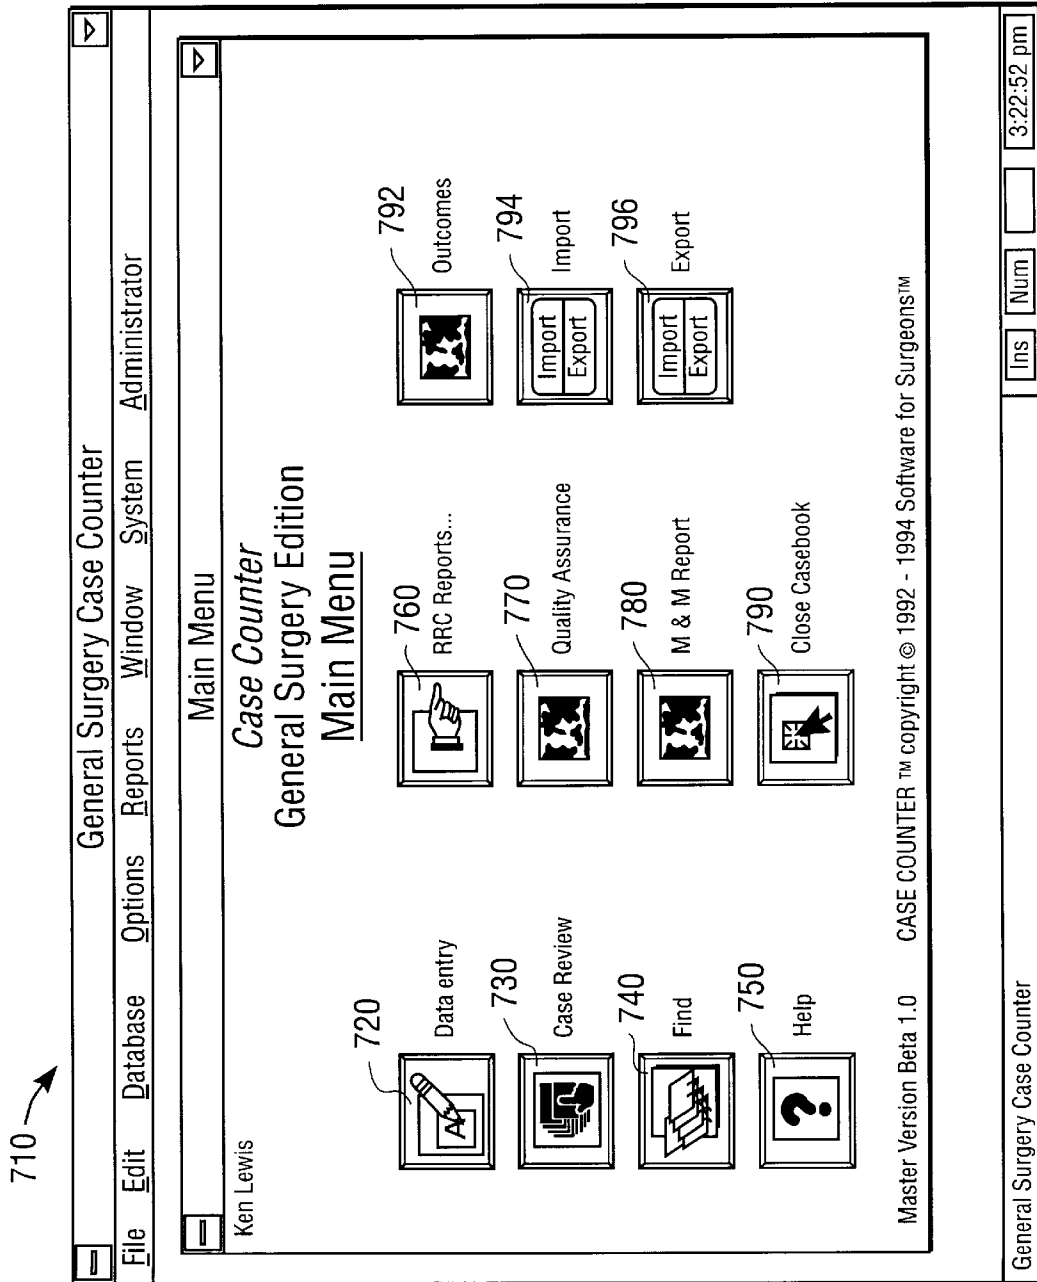 710
General Surgery Case Counter
File Edit Database Options Reports Window System Administrator
Main Menu
Ken Lewis
Case Counter
General Surgery Edition
Main Menu
720
Data entry
730
Case Review
740
Find
750
Help
760
RRC Reports...
770
Quality Assurance
780
M & M Report
790
Close Casebook
792
Outcomes
794
Import
Export
Import
796
Import
Export
Export
A
Master Version Beta 1.0 CASE COUNTER ™ copyright © 1992 - 1994 Software for Surgeons™
General Surgery Case Counter Ins Num 3:22:52 pm